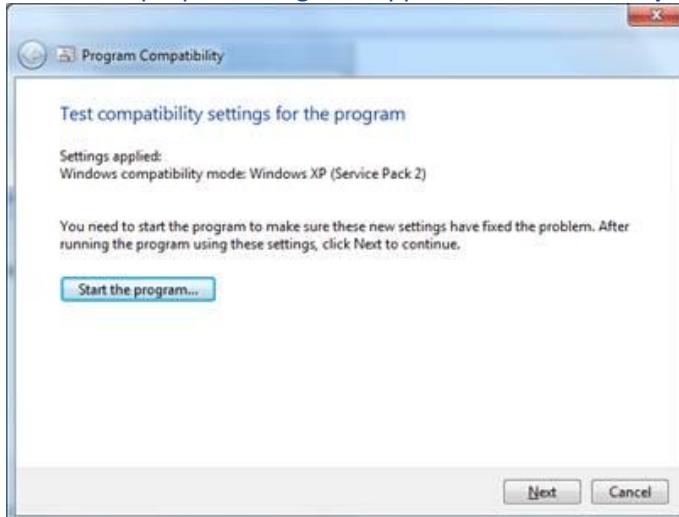 Program Compatibility
Test compatibility settings for the program
Settings applied:
Windows compatibility mode: Windows XP (Service Pack 2)
You need to start the program to make sure these new settings have fixed the problem. After
running the program using these settings, click Next to continue.
Start the program...
Next Cancel